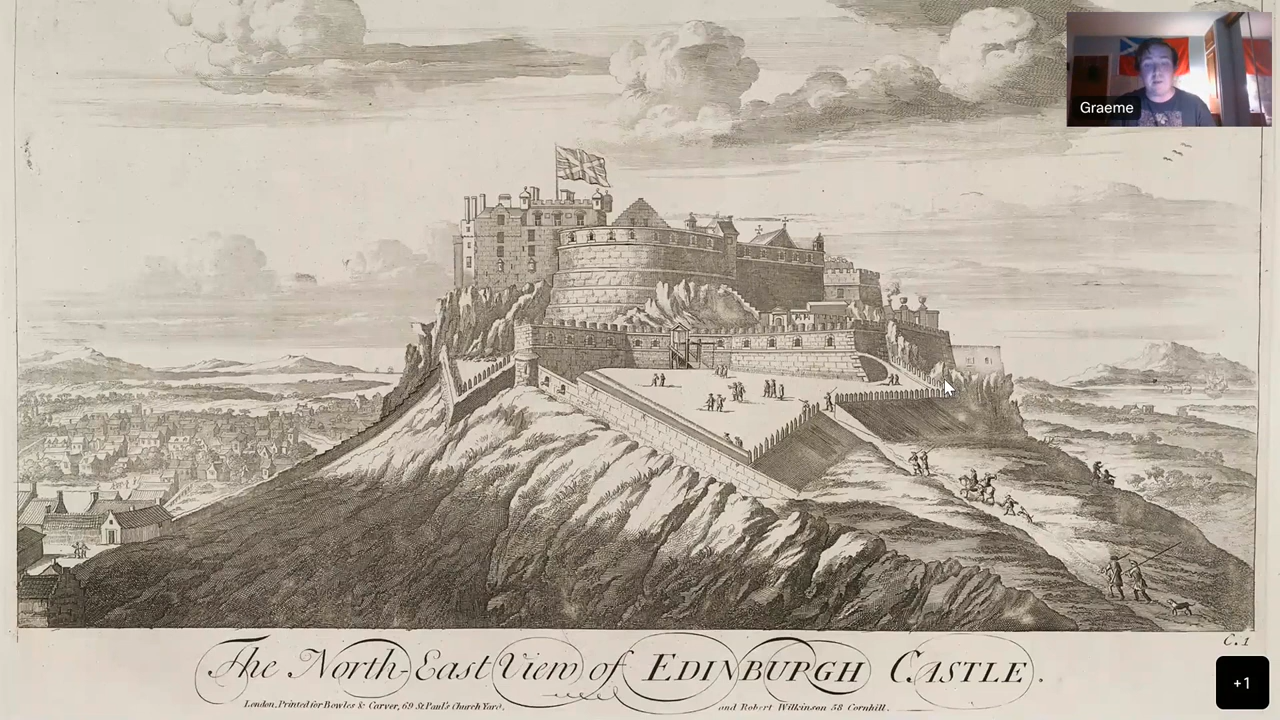 Graeme
C.1
The North-East View of EDINBURGH CASTLE.
London, Printed for Bowles & Carver, 69 St Paul's Church Yard, and Robert Wilkinson 58 Cornhill.
+1